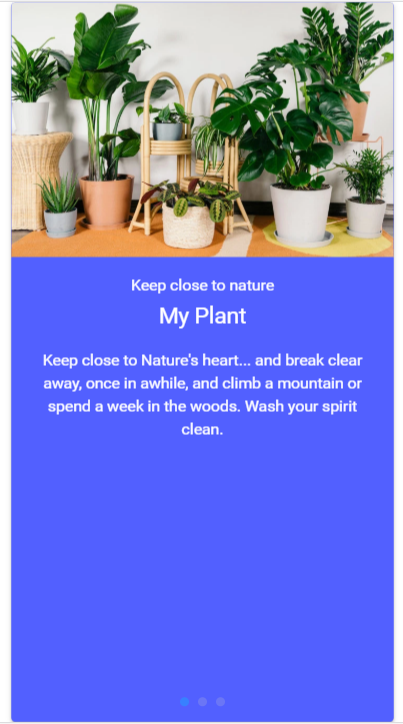 Keep close to nature
My Plant
Keep close to Nature's heart... and break clear
away, once in awhile, and climb a mountain or
spend a week in the woods. Wash your spirit
clean.